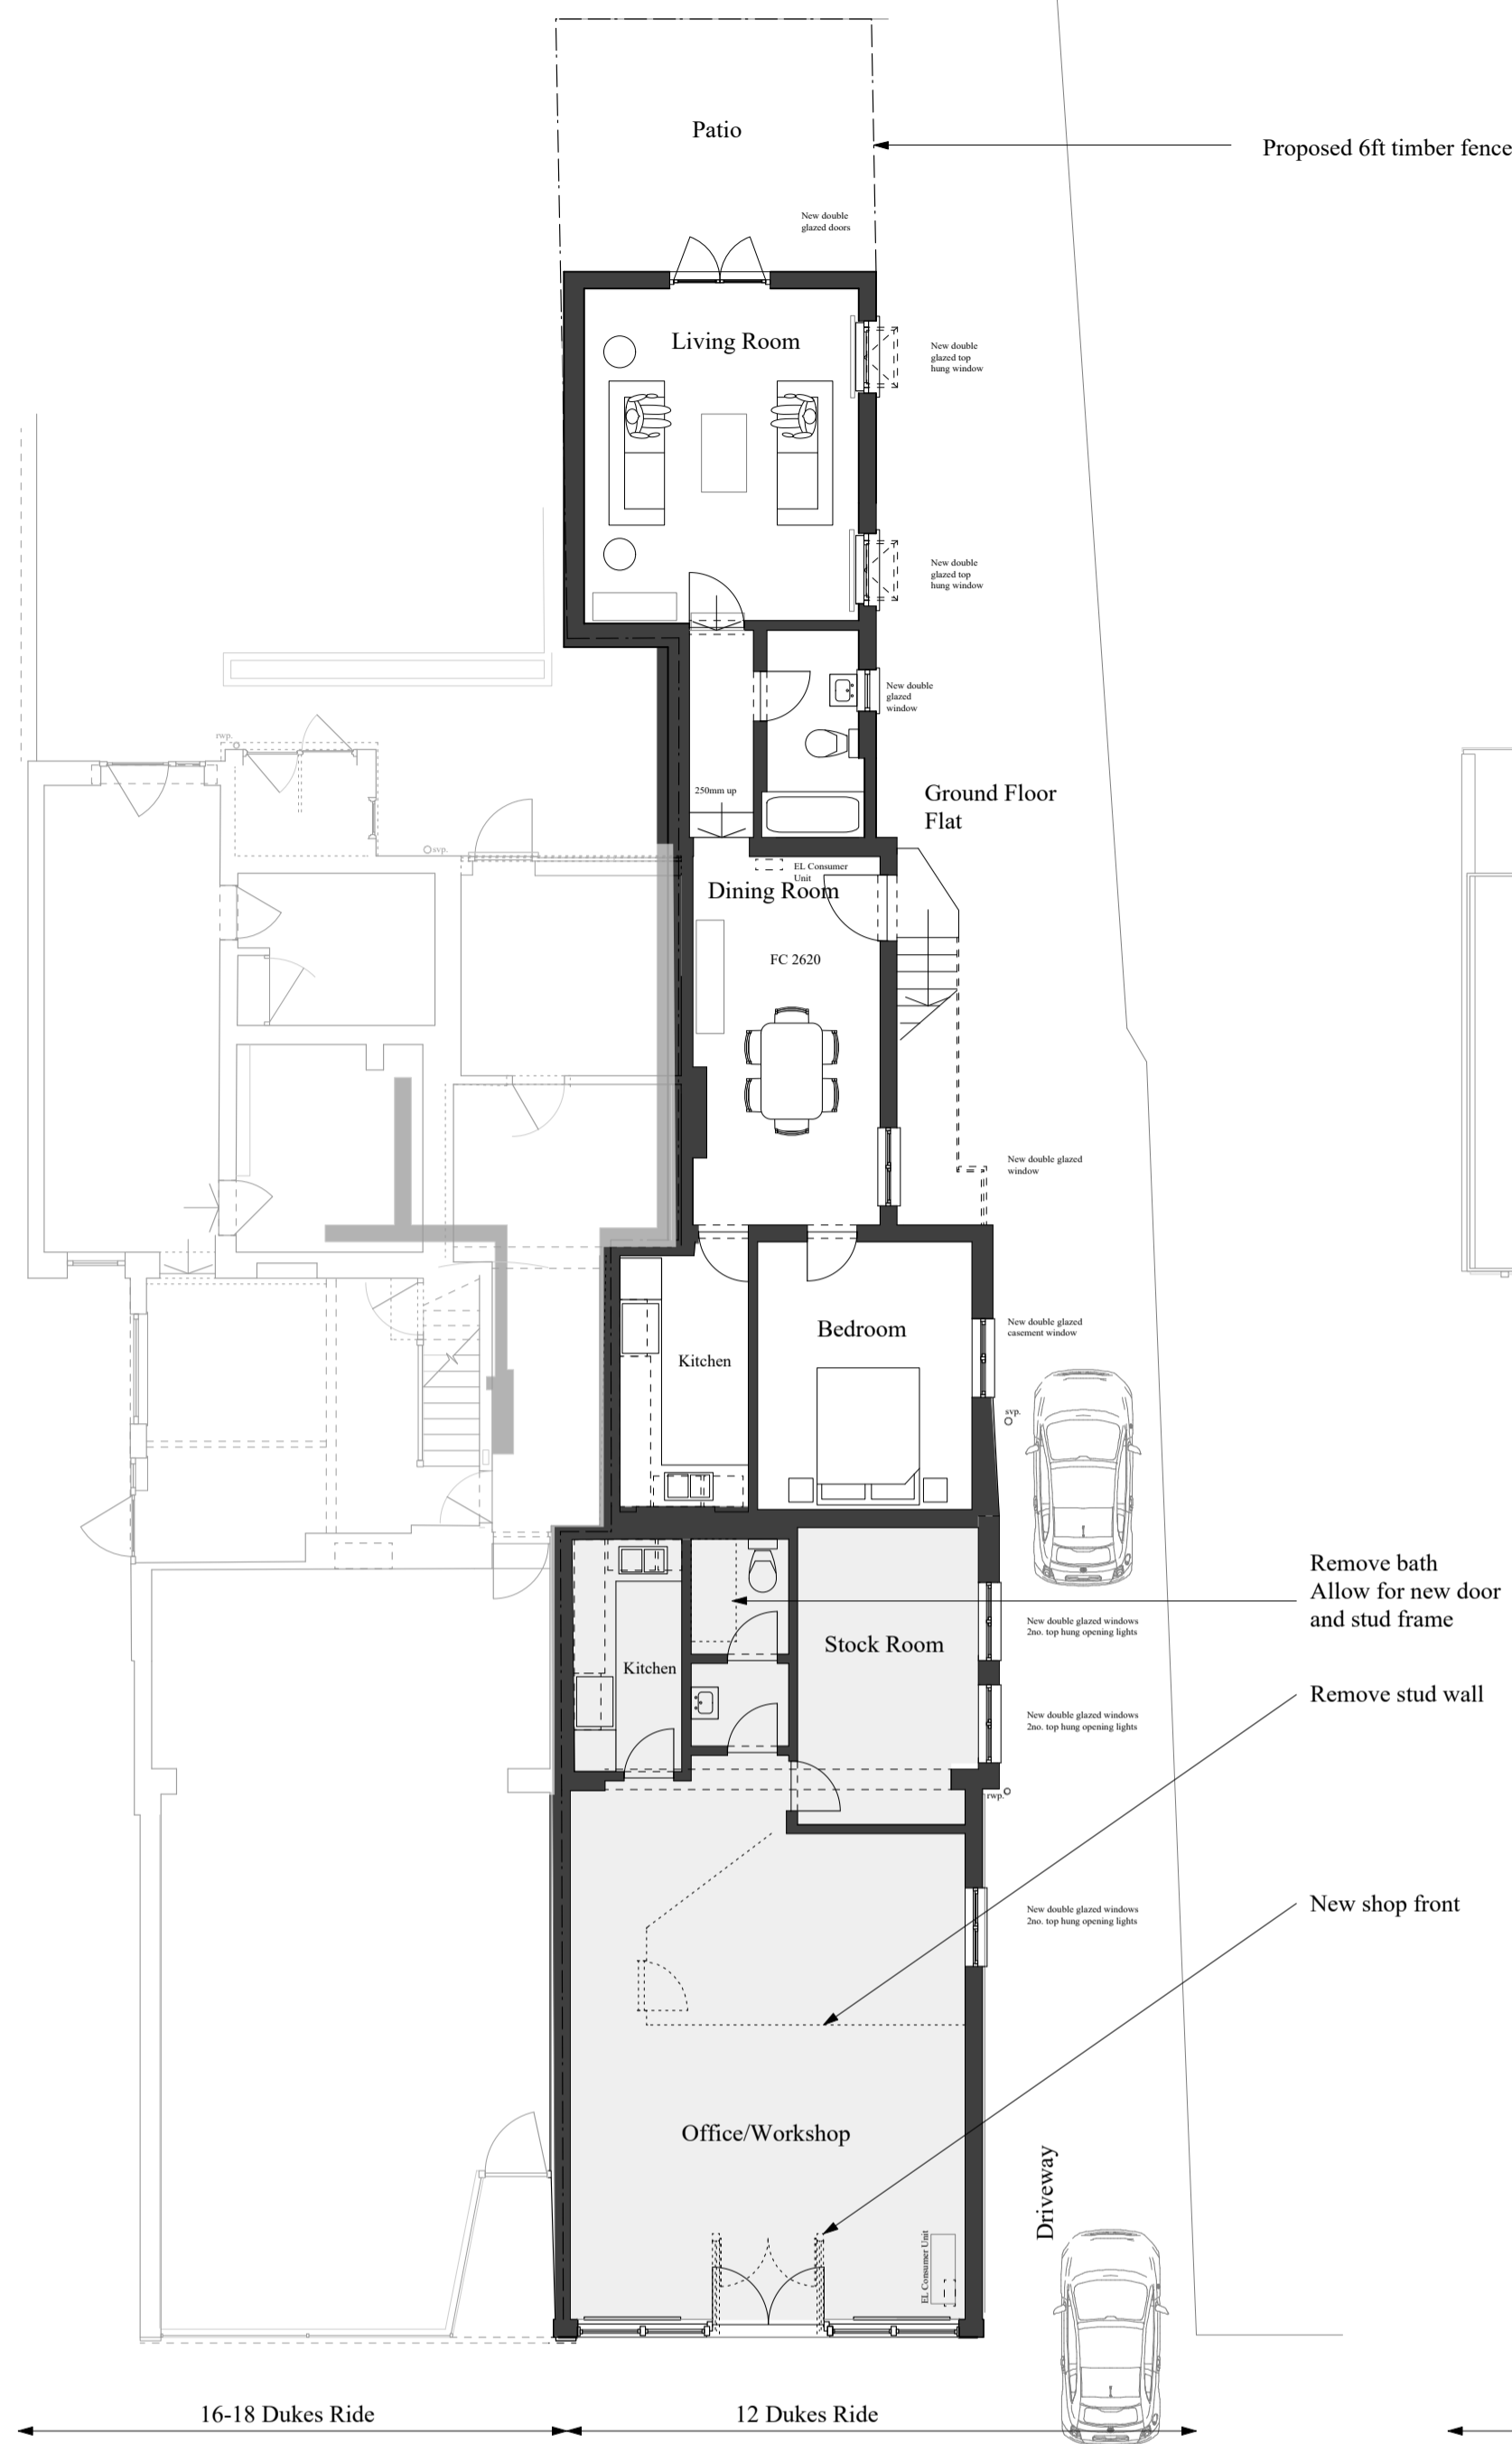 Patio
Proposed 6ft timber fence
New double
glazed doors
Living Room
New double
glazed top
hung window
New double
glazed top
hung window
New double
glazed
window
rwp.
250mm up
Ground Floor
Flat
svp.
EL Consumer
Unit
Dining Room
FC 2620
New double glazed
window
New double glazed
casement window
Bedroom
Kitchen
svp.
Remove bath
Allow for new door
and stud frame
New double glazed windows
2no. top hung opening lights
Stock Room
Kitchen
Remove stud wall
New double glazed windows
2no. top hung opening lights
rwp.
New shop front
New double glazed windows
2no. top hung opening lights
Office/Workshop
Driveway
EL Consumer Unit
16-18 Dukes Ride
12 Dukes Ride